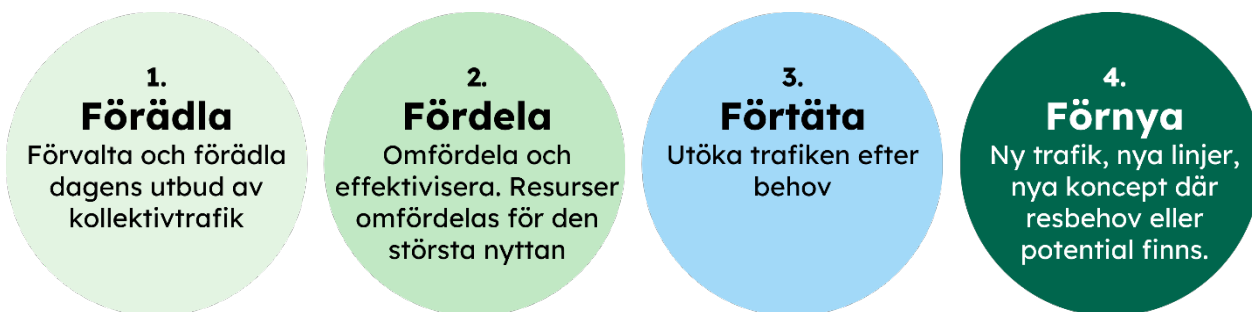 1.
Förädla
Förvalta och förädla
dagens utbud av
kollektivtrafik
2.
Fördela
Omfördela och
effektivisera. Resurser
omfördelas för den
största nyttan
3.
Förtäta
Utöka trafiken efter
behov
4.
Förnya
Ny trafik, nya linjer,
nya koncept där
resbehov eller
potential finns.